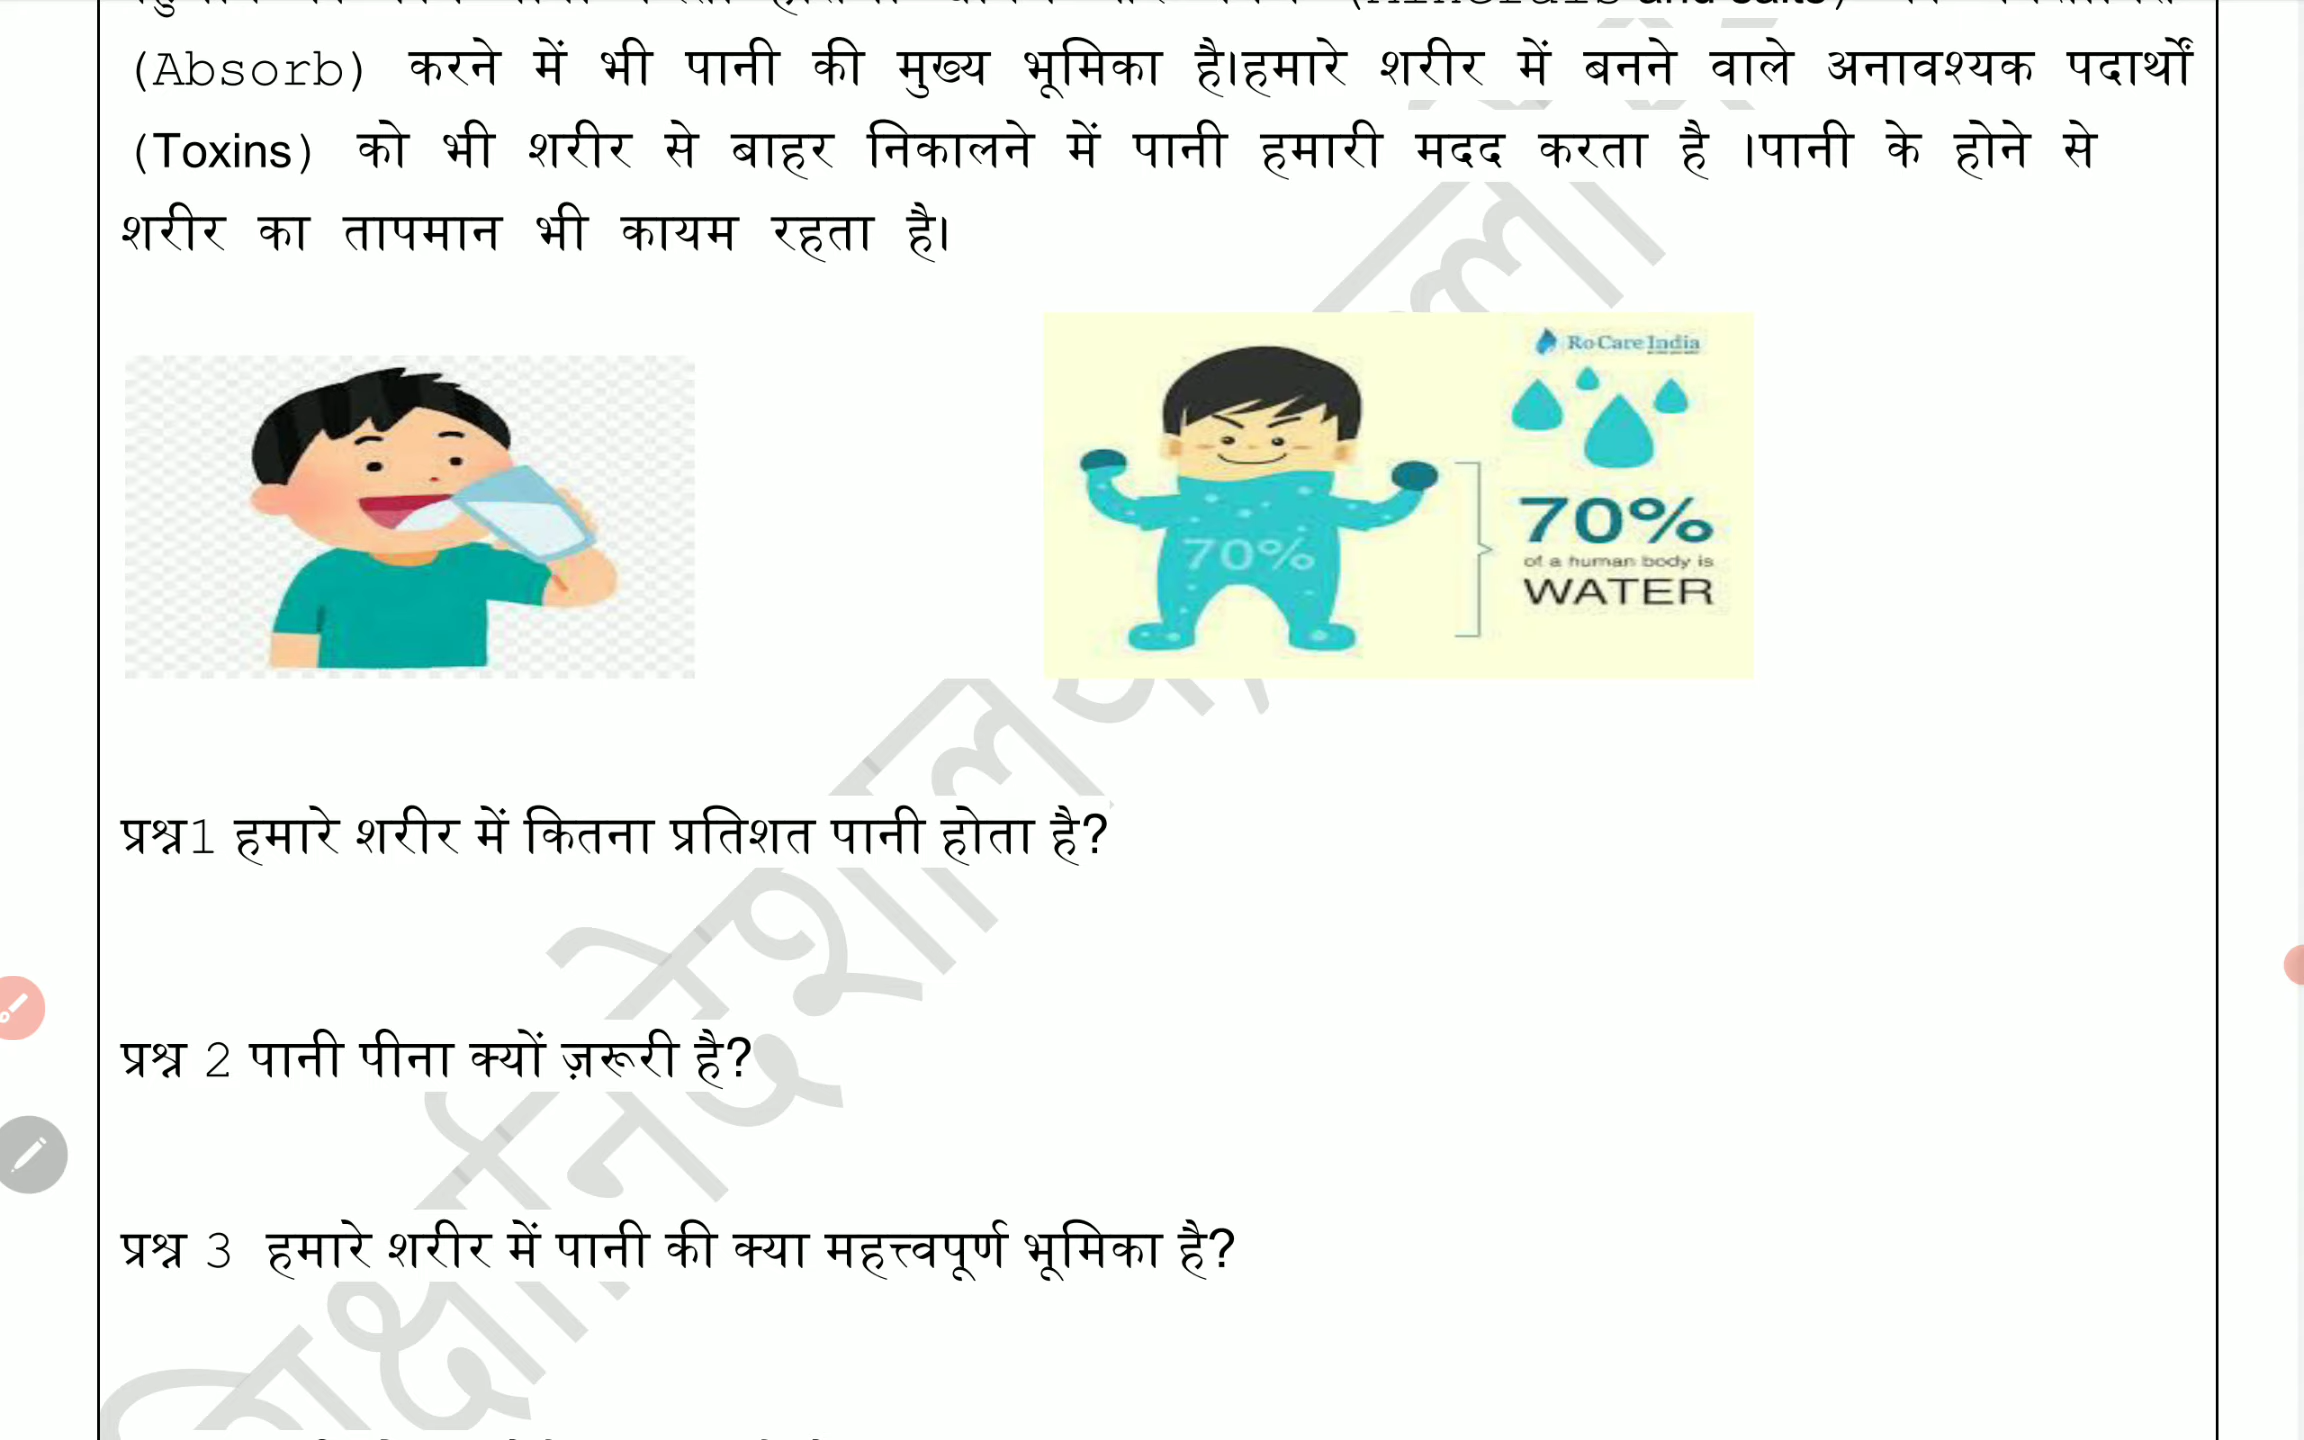 (Absorb) करने में भी पानी की मुख्य भूमिका है।हमारे शरीर में बनने वाले अनावश्यक पदार्थों
(Toxins) को भी शरीर से बाहर निकालने में पानी हमारी मदद करता है ।पानी के होने से
शरीर का तापमान भी कायम रहता है।
Ro Care India
70%
70%
of a human body is
WATER
प्रश्न1 हमारे शरीर में कितना प्रतिशत पानी होता है?
प्रश्न 2 पानी पीना क्यों ज़रूरी है?
प्रश्न 3 हमारे शरीर में पानी की क्या महत्त्वपूर्ण भूमिका है?